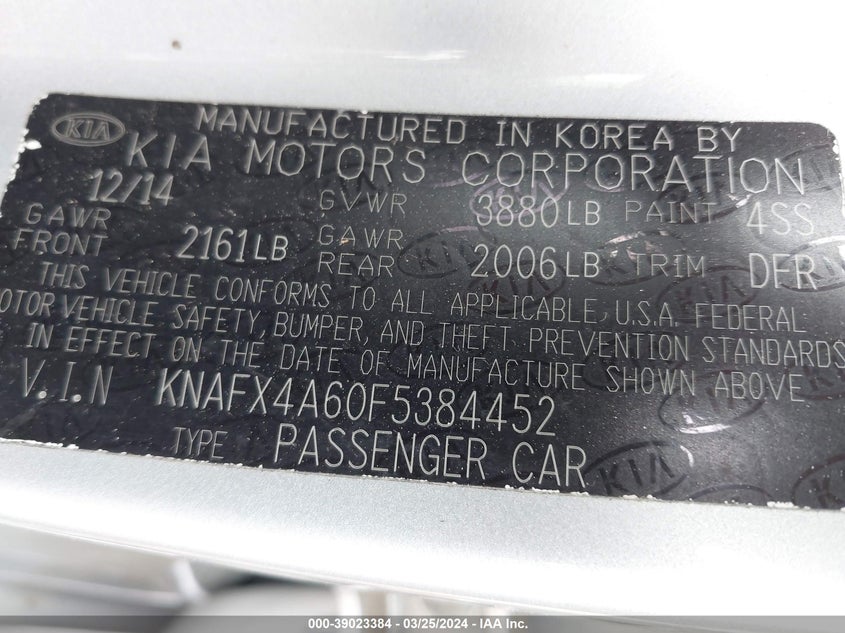 KIA MANUFACTURED IN KOREA BY
KIA MOTORS CORPORATION
12/14 GVWR 3880LB PAINT 4SS
GAWR FRONT 2161LB GAWR REAR 2006LB TRIM DFR
THIS VEHICLE CONFORMS TO ALL APPLICABLE, U.S.A. FEDERAL
MOTOR VEHICLE SAFETY, BUMPER, AND THEFT PREVENTION STANDARDS
IN EFFECT ON THE DATE OF MANUFACTURE SHOWN ABOVE
V.I.N KNAFX4A60F5384452
TYPE : PASSENGER CAR
000-39023384 - 03/25/2024 - IAA Inc.